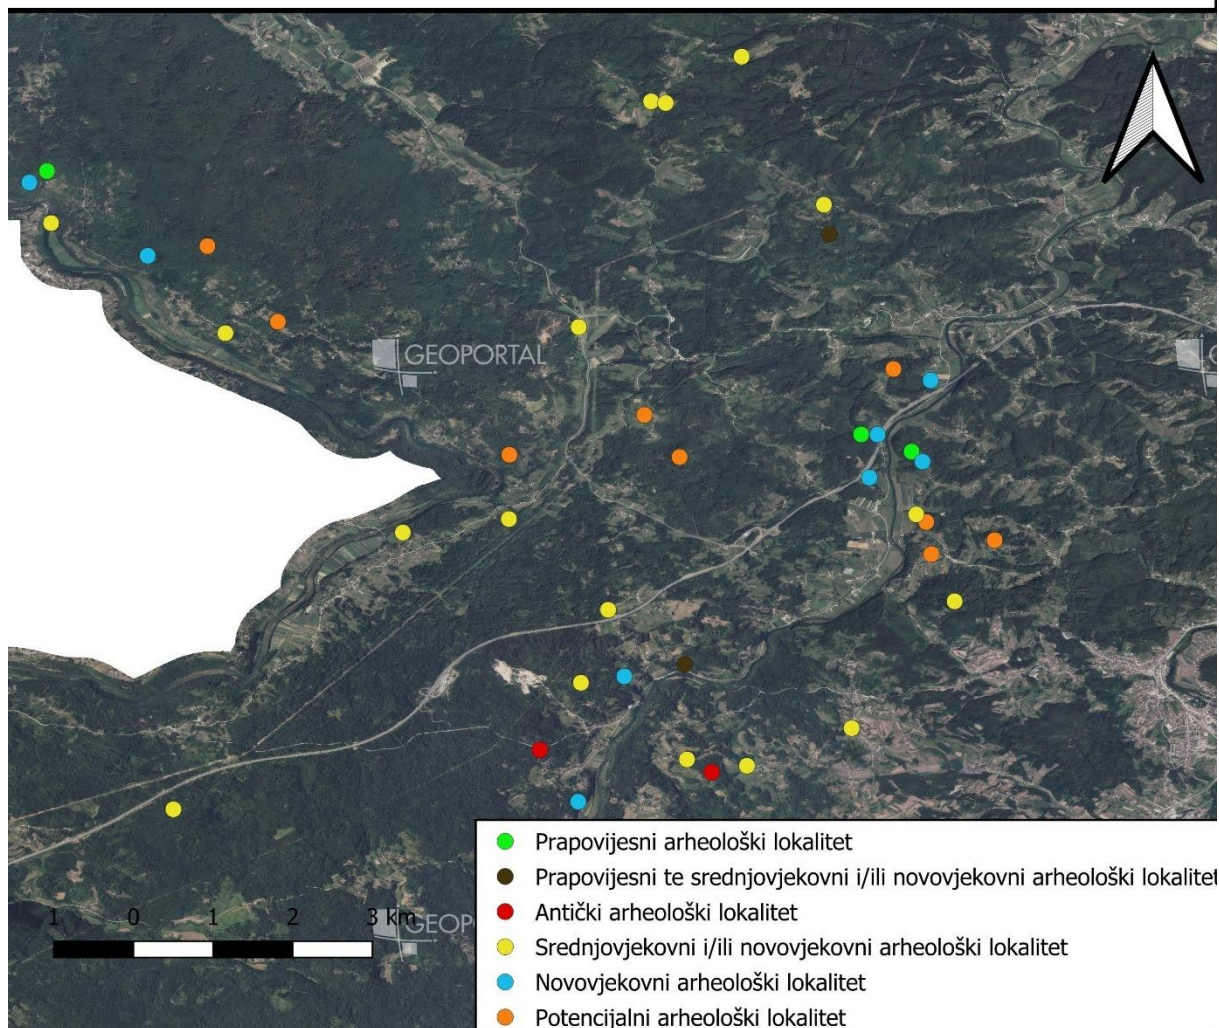 GEOPORTAL
Prapovijesni arheološki lokalitet
Prapovijesni te srednjovjekovni i/ili novovjekovni arheološki lokalitet
Antički arheološki lokalitet
Srednjovjekovni i/ili novovjekovni arheološki lokalitet
Novovjekovni arheološki lokalitet
Potencijalni arheološki lokalitet
1 0 1 2 3 km
GEOP